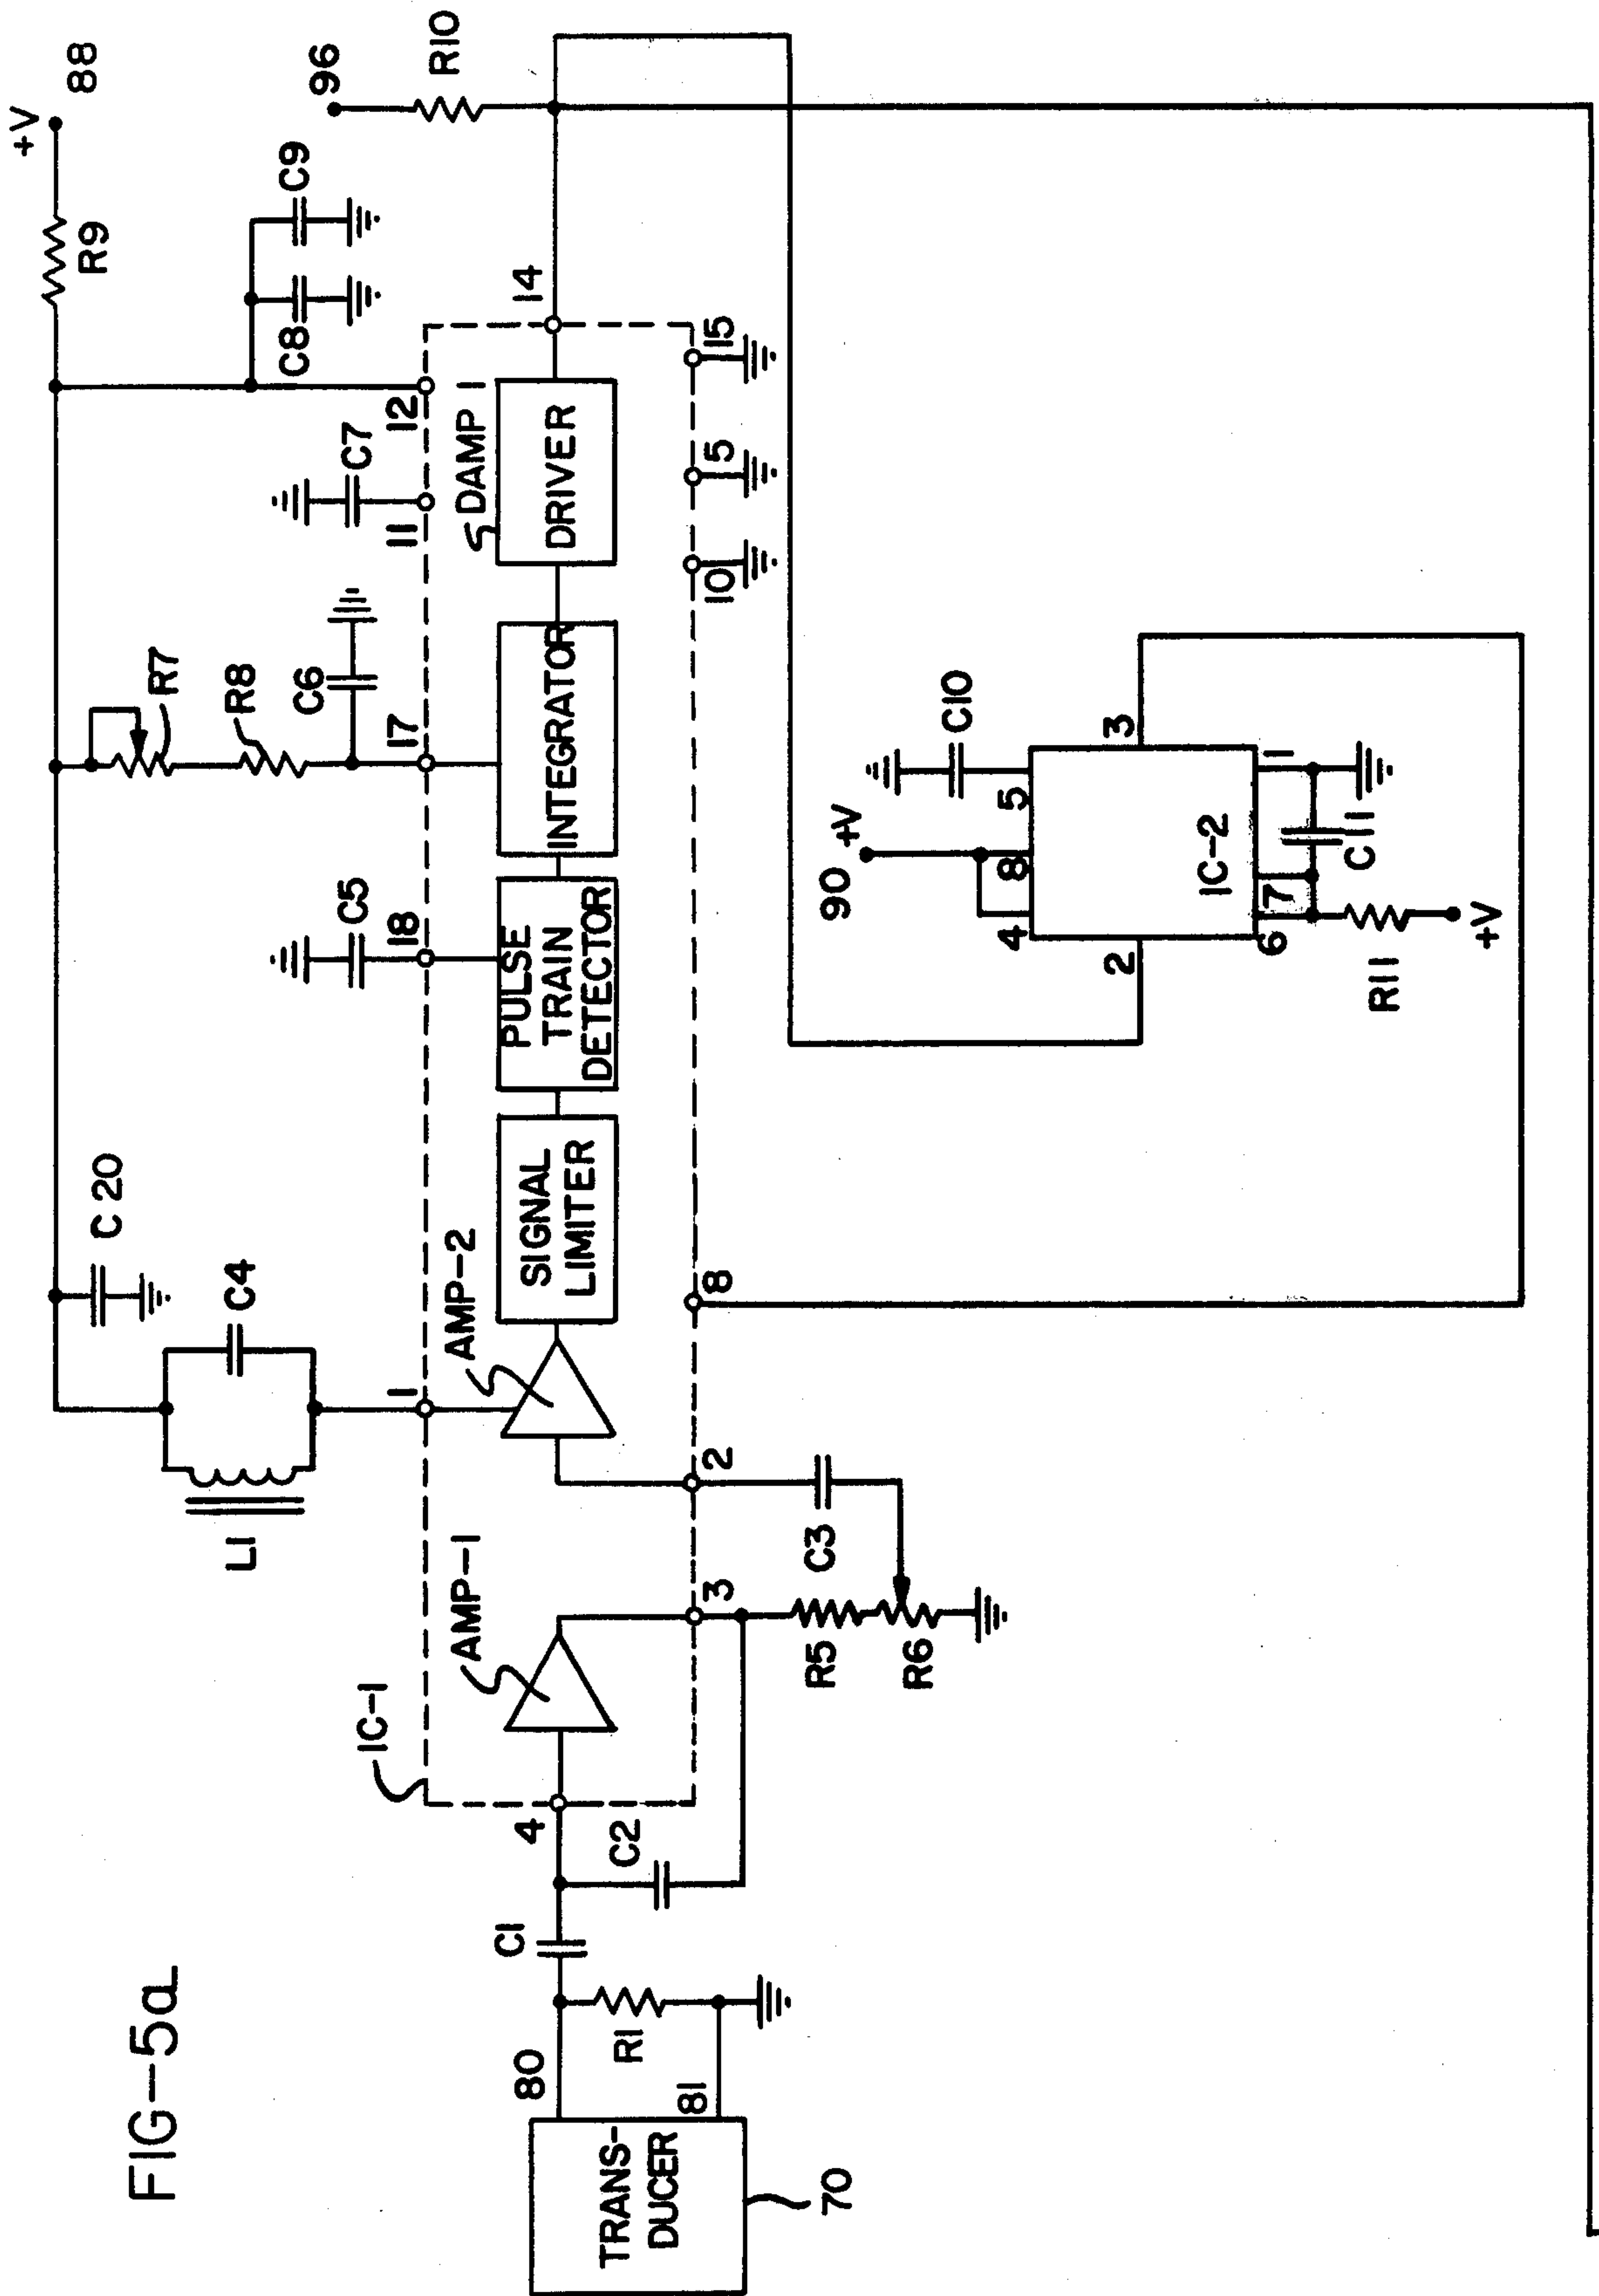 FIG-5a
+V
88
R9
96
R10
C8
C9
C 20
C4
L1
R7
R8
C6
C5
C7
1
18
17
11
12
14
IC-1
AMP-1
AMP-2
SIGNAL
LIMITER
PULSE
TRAIN
DETECTOR
INTEGRATOR
DAMP 1
DRIVER
4
3
2
8
10
5
15
TRANS-
DUCER
70
80
81
R1
C1
C2
R5
R6
C3
90
+V
C10
4
8
5
2
IC-2
3
6
7
1
C11
R11
+V